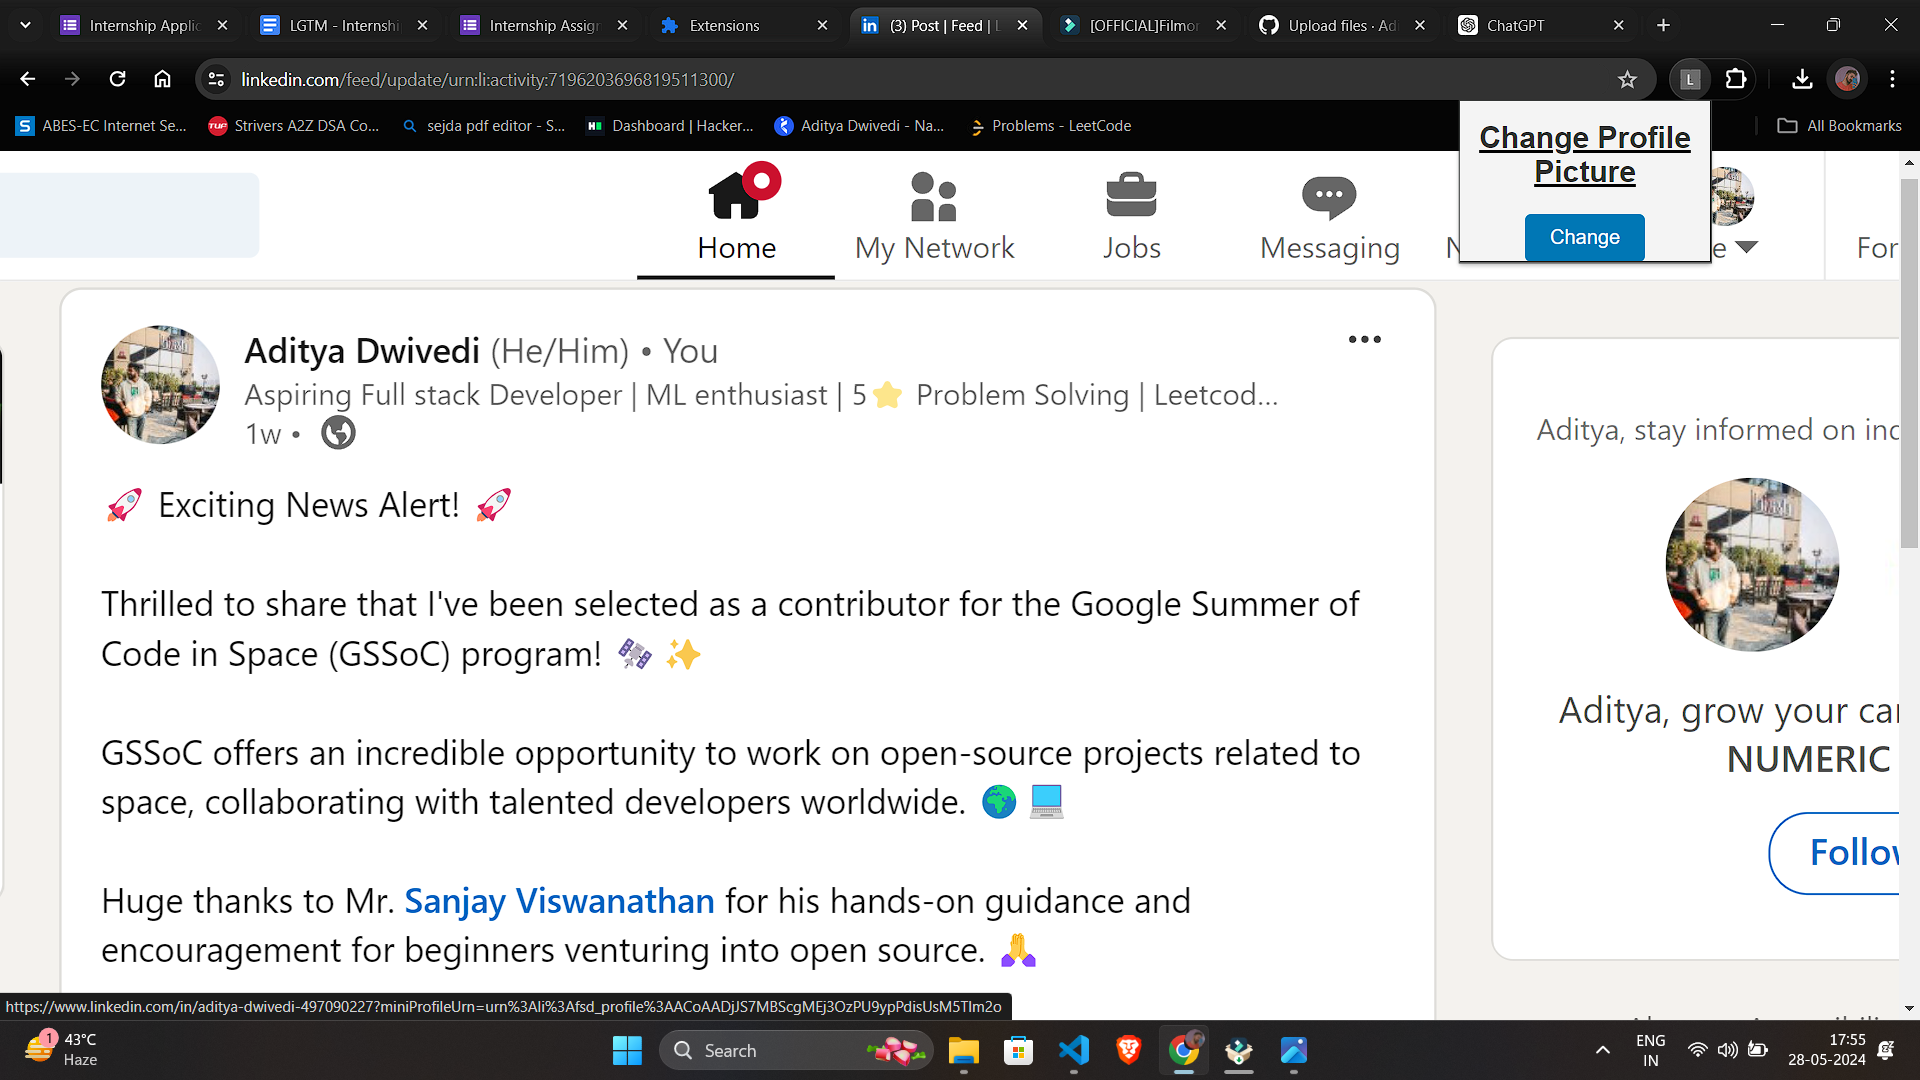 Internship Applic
LGTM - Internshi
Internship Assign
Extensions
(3) Post | Feed | L
[OFFICIAL]Filmor
Upload files · Ad
ChatGPT
linkedin.com/feed/update/urn:li:activity:7196203696819511300/
L
ABES-EC Internet Se...
Strivers A2Z DSA Co...
sejda pdf editor - S...
Dashboard | Hacker...
Aditya Dwivedi - Na...
Problems - LeetCode
All Bookmarks
Change Profile
Picture
Change
Home
My Network
Jobs
Messaging
N
e
For
Aditya Dwivedi (He/Him) • You
Aspiring Full stack Developer | ML enthusiast | 5⭐ Problem Solving | Leetcod...
1w •
🚀 Exciting News Alert! 🚀
Thrilled to share that I've been selected as a contributor for the Google Summer of
Code in Space (GSSoC) program! 🛰️ ✨
GSSoC offers an incredible opportunity to work on open-source projects related to
space, collaborating with talented developers worldwide. 🌍 💻
Huge thanks to Mr. Sanjay Viswanathan for his hands-on guidance and
encouragement for beginners venturing into open source. 🙏
Aditya, stay informed on inc
Aditya, grow your car
NUMERIC
Follow
https://www.linkedin.com/in/aditya-dwivedi-497090227?miniProfileUrn=urn%3Ali%3Afsd_profile%3AACoAADjJS7MBScgMEj3OzPU9ypPdisUsM5TIm2o
1
43°C
Haze
Search
ENG
IN
17:55
28-05-2024